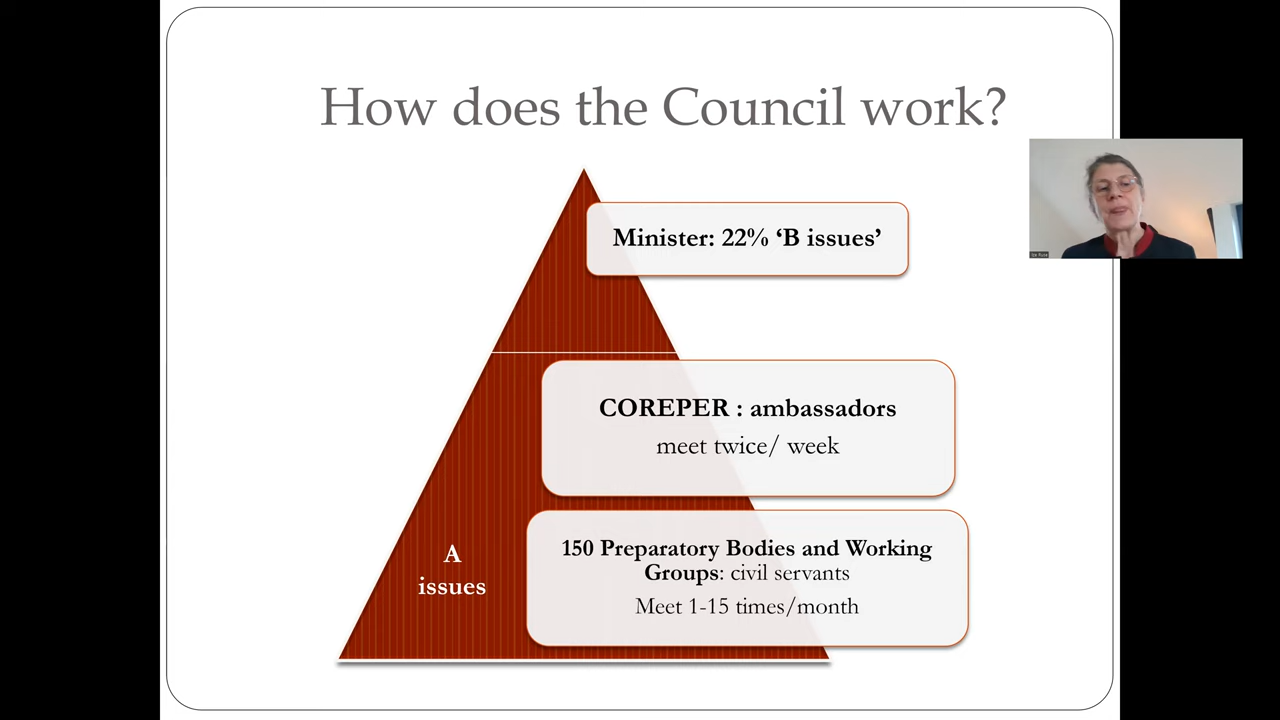 How does the Council work?
Minister: 22% ‘B issues’
COREPER : ambassadors
meet twice/ week
150 Preparatory Bodies and Working
Groups: civil servants
Meet 1-15 times/month
A
issues